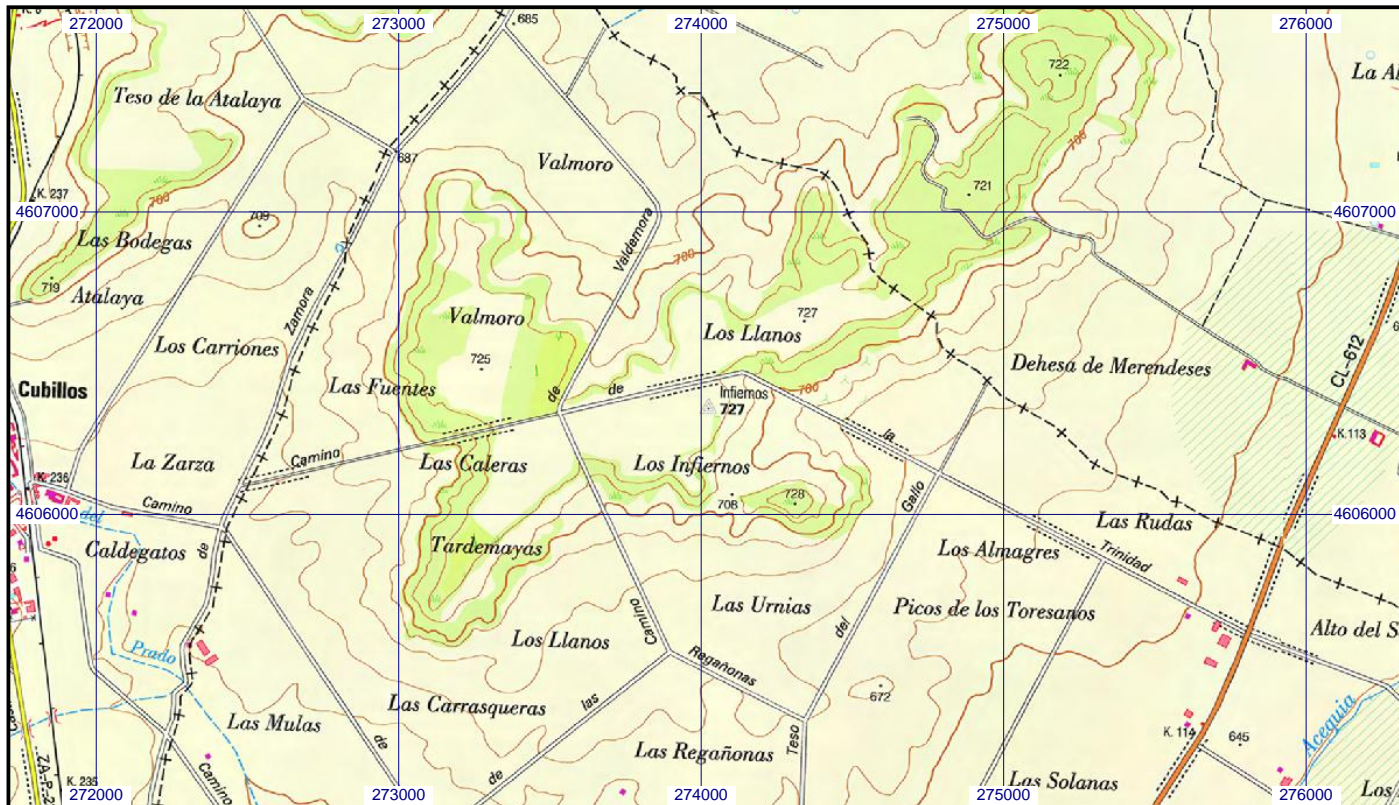 272000
273000
274000
275000
276000
685
722
La Al
Teso de la Atalaya
687
Valmoro
700
721
K. 237
700
4607000
4607000
709
Las Bodegas
Valdemora
700
719
Atalaya
Zamora
Valmoro
727
Los Llanos
Los Carriones
725
CL-612
Dehesa de Merendeses
Cubillos
Las Fuentes
de
de
Infiernos
727
700
la
K.113
La Zarza
Camino
Las Caleras
Los Infiernos
K. 236
Camino
708
728
Gallo
4606000
4606000
del
Las Rudas
Caldegatos
de
Tardemayas
Los Almagres
Trinidad
Camino
Las Urnias
Picos de los Toresanos
del
Los Llanos
Alto del S
Prado
Regañonas
672
las
Las Carrasqueras
Las Mulas
de
Teso
Las Regañonas
K. 114
645
Acequia
ZA-P-2
K. 235
Camino
de
Las Solanas
Los
272000
273000
274000
275000
276000